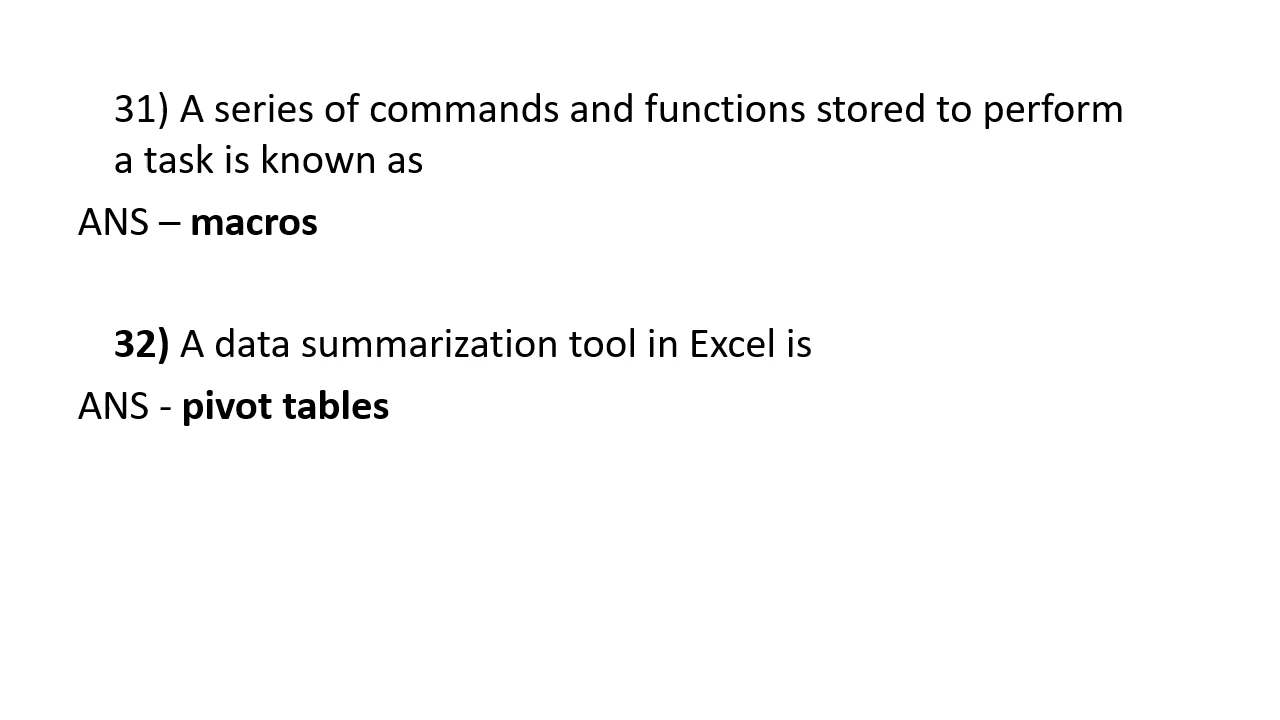 31) A series of commands and functions stored to perform
a task is known as
ANS – macros
32) A data summarization tool in Excel is
ANS - pivot tables